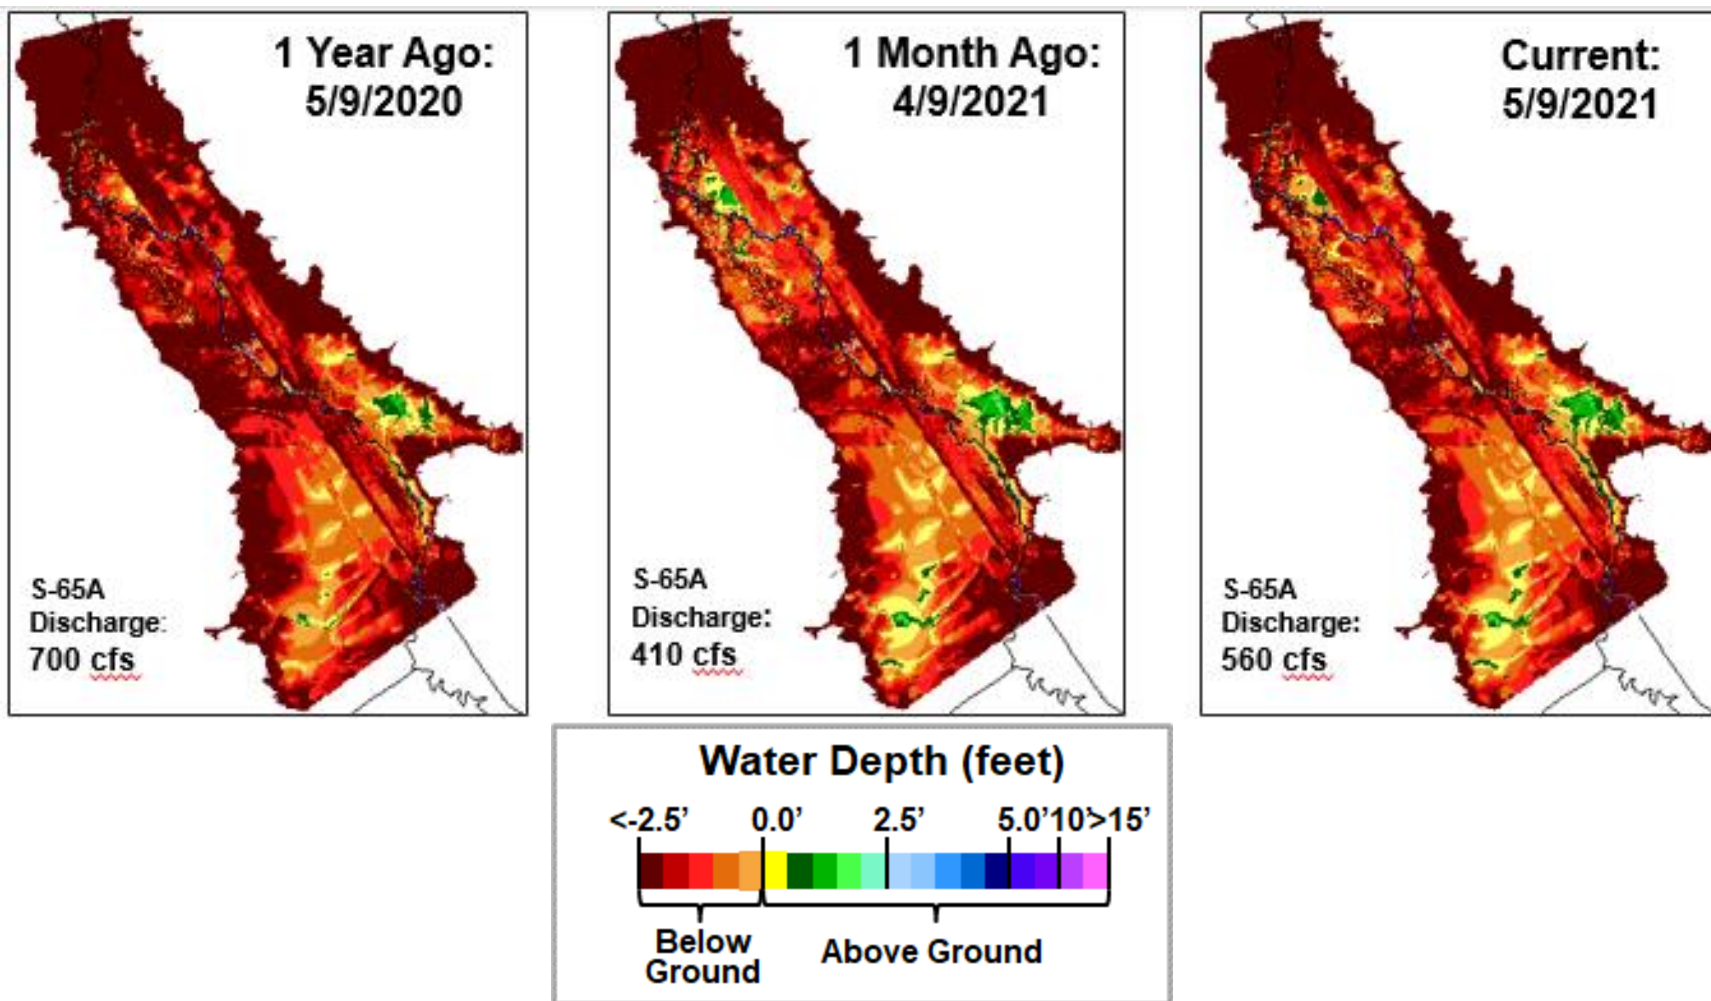 1 Year Ago:
5/9/2020
S-65A
Discharge:
700 cfs
1 Month Ago:
4/9/2021
S-65A
Discharge:
410 cfs
Current:
5/9/2021
S-65A
Discharge:
560 cfs
Water Depth (feet)
<-2.5’ 0.0’ 2.5’ 5.0’10’>15’
Below
Ground
Above Ground